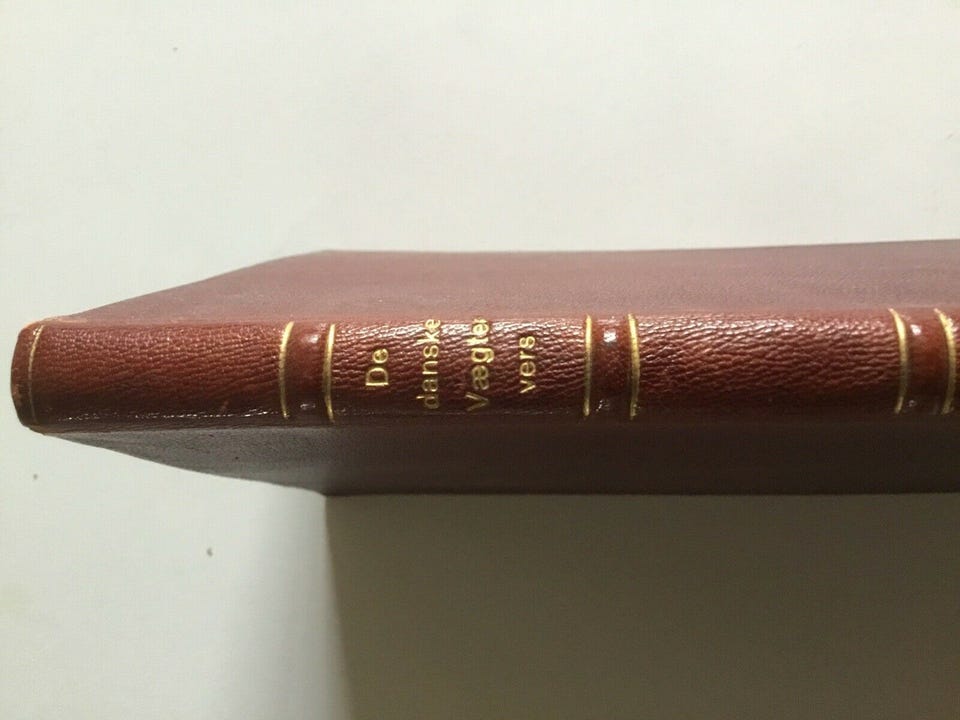 De
danske
Vægter
vers